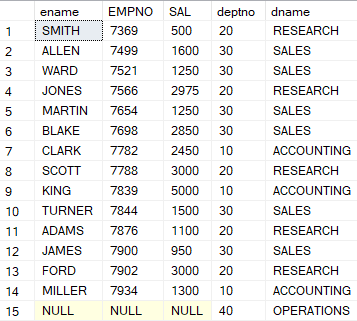 ename EMPNO SAL deptno dname
1 SMITH 7369 500 20 RESEARCH
2 ALLEN 7499 1600 30 SALES
3 WARD 7521 1250 30 SALES
4 JONES 7566 2975 20 RESEARCH
5 MARTIN 7654 1250 30 SALES
6 BLAKE 7698 2850 30 SALES
7 CLARK 7782 2450 10 ACCOUNTING
8 SCOTT 7788 3000 20 RESEARCH
9 KING 7839 5000 10 ACCOUNTING
10 TURNER 7844 1500 30 SALES
11 ADAMS 7876 1100 20 RESEARCH
12 JAMES 7900 950 30 SALES
13 FORD 7902 3000 20 RESEARCH
14 MILLER 7934 1300 10 ACCOUNTING
15 NULL NULL NULL 40 OPERATIONS